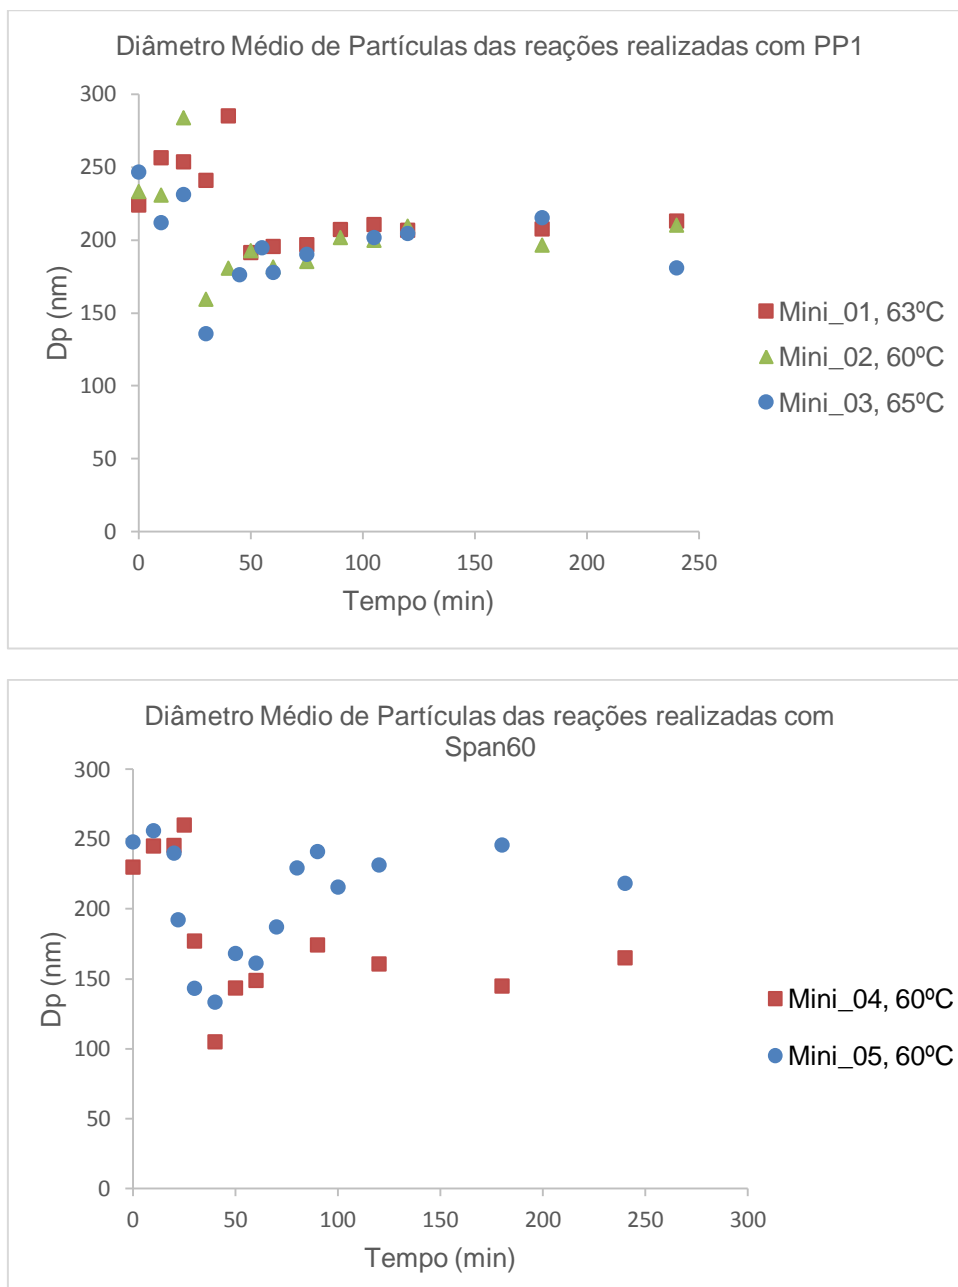 Diâmetro Médio de Partículas das reações realizadas com PP1
300
250
200
150
100
50
0
Dp (nm)
0 50 100 150 200 250
Tempo (min)
Mini_01, 63ºC
Mini_02, 60ºC
Mini_03, 65ºC
Diâmetro Médio de Partículas das reações realizadas com
Span60
300
250
200
150
100
50
0
Dp (nm)
0 50 100 150 200 250 300
Tempo (min)
Mini_04, 60ºC
Mini_05, 60ºC